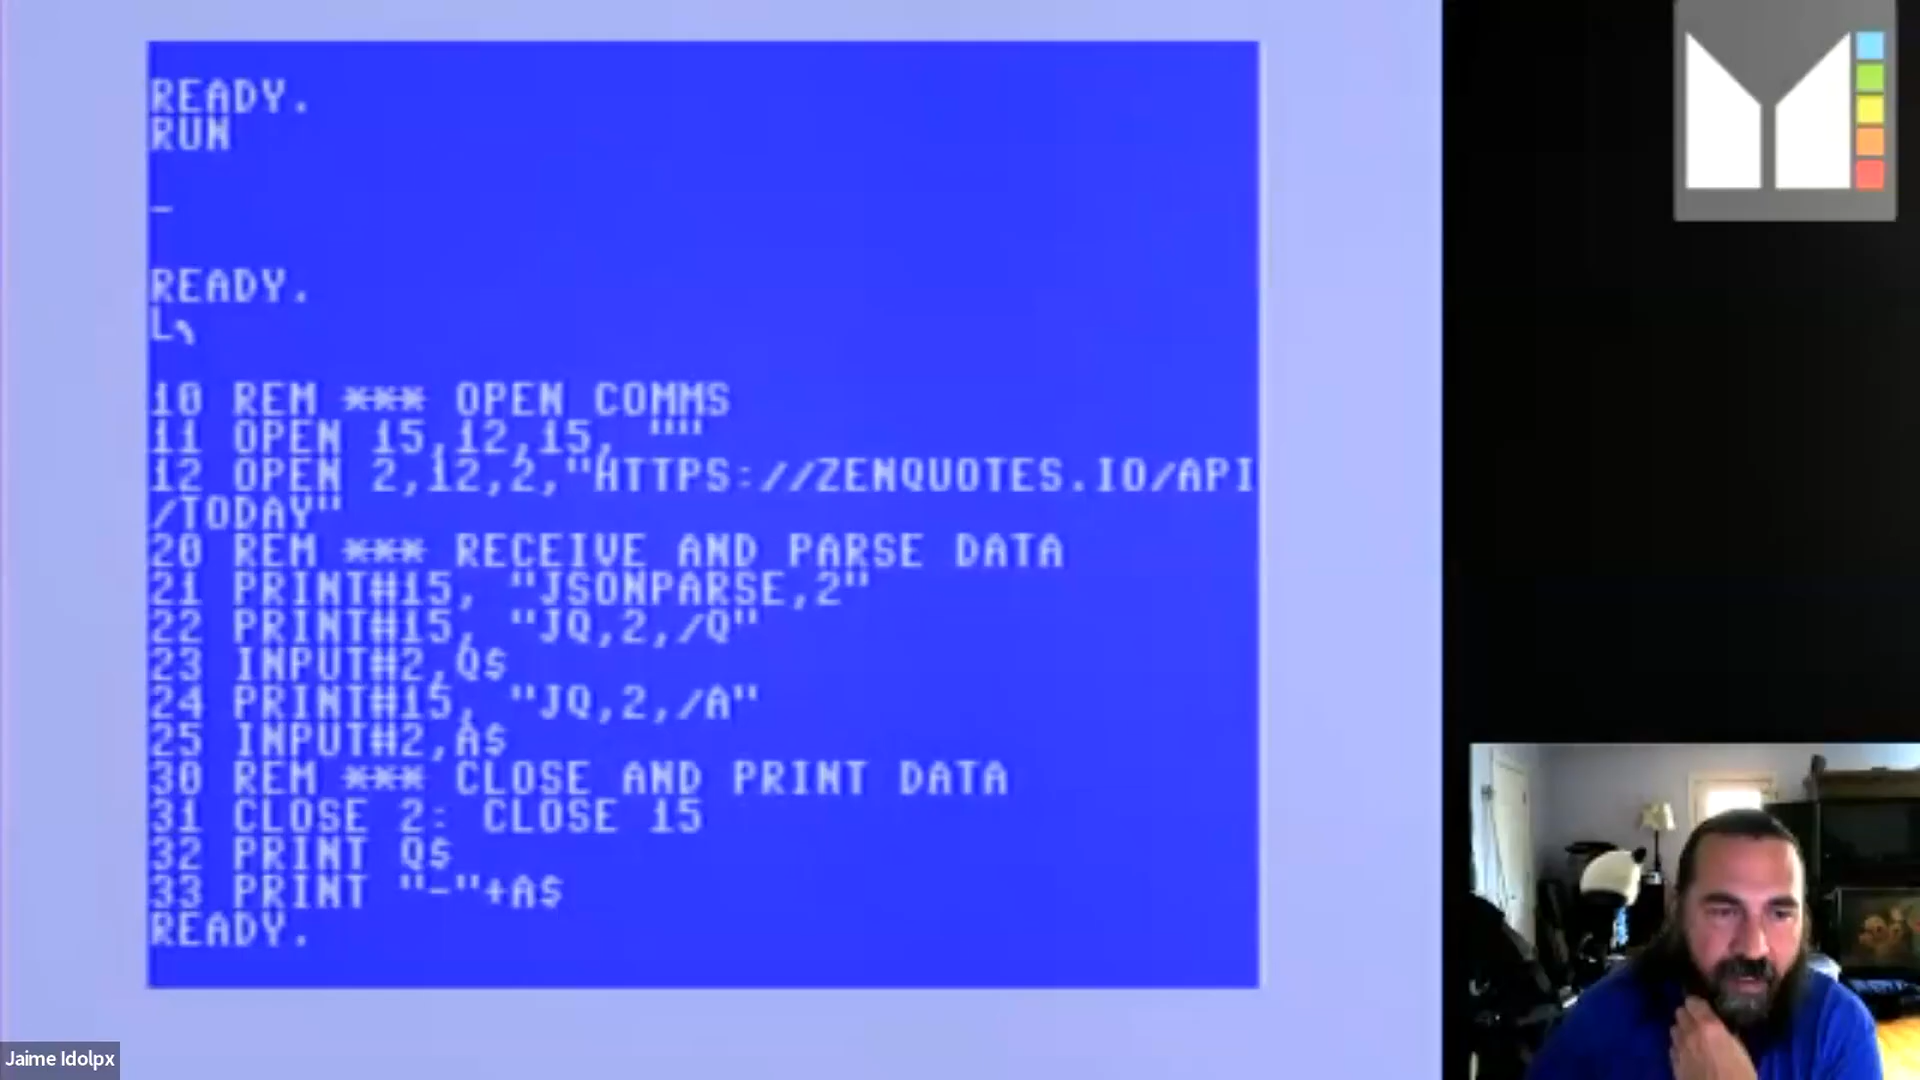 READY.
RUN
-
READY.
L╮
10 REM *** OPEN COMMS
11 OPEN 15,12,15, ""
12 OPEN 2,12,2,"HTTPS://ZENQUOTES.IO/API
/TODAY"
20 REM *** RECEIVE AND PARSE DATA
21 PRINT#15, "JSONPARSE,2"
22 PRINT#15, "JQ,2,/Q"
23 INPUT#2,Q$
24 PRINT#15, "JQ,2,/A"
25 INPUT#2,A$
30 REM *** CLOSE AND PRINT DATA
31 CLOSE 2: CLOSE 15
32 PRINT Q$
33 PRINT "-"+A$
READY.
Jaime Idolpx